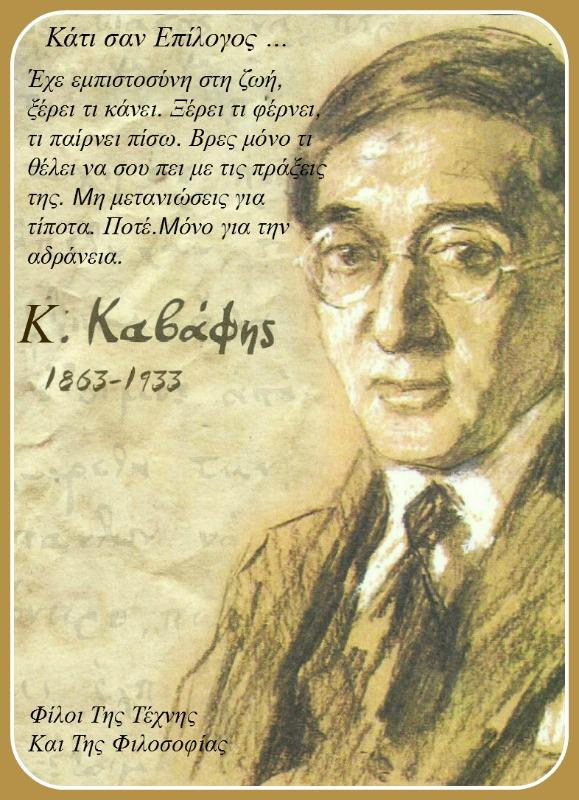 Κάτι σαν Επίλογος ...
Έχε εμπιστοσύνη στη ζωή,
ξέρει τι κάνει. Ξέρει τι φέρνει,
τι παίρνει πίσω. Βρες μόνο τι
θέλει να σου πει με τις πράξεις
της. Μη μετανιώσεις για
τίποτα. Ποτέ.Μόνο για την
αδράνεια.
Κ. Καβάφης
1863-1933
Φίλοι Της Τέχνης
Και Της Φιλοσοφίας